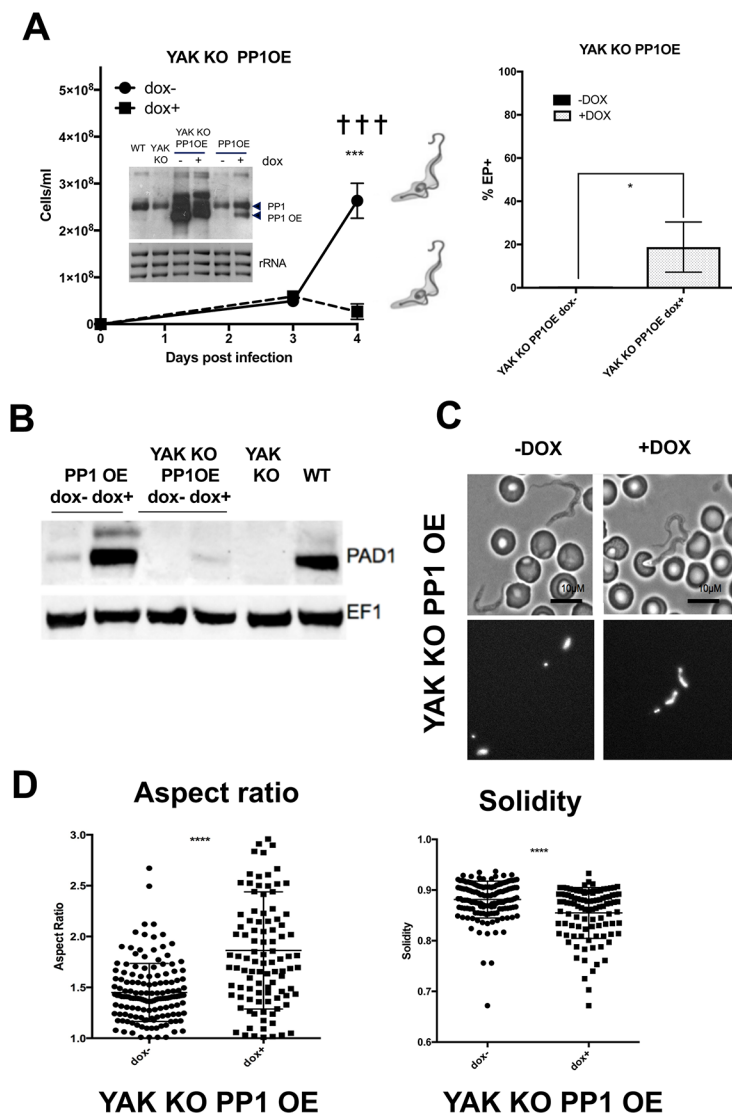 A
YAK KO PP1OE
5×10⁸
4×10⁸
3×10⁸
2×10⁸
1×10⁸
0
Cells/ml
dox-
dox+
WT
YAK
KO
YAK KO
PP1OE
- +
PP1OE
- +
dox
PP1
PP1 OE
rRNA
†††
***
0 1 2 3 4
Days post infection
YAK KO PP1OE
100
80
60
40
20
0
% EP+
-DOX
+DOX
*
YAK KO PP1OE dox-
YAK KO PP1OE dox+
B
PP1 OE
dox- dox+
YAK KO
PP1OE
dox- dox+
YAK
KO
WT
PAD1
EF1
C
-DOX
+DOX
YAK KO PP1 OE
10µM
10µM
D
Aspect ratio
3.0
2.5
2.0
1.5
1.0
Aspect Ratio
****
dox-
dox+
YAK KO PP1 OE
Solidity
1.0
0.9
0.8
0.7
0.6
Solidity
****
dox-
dox+
YAK KO PP1 OE